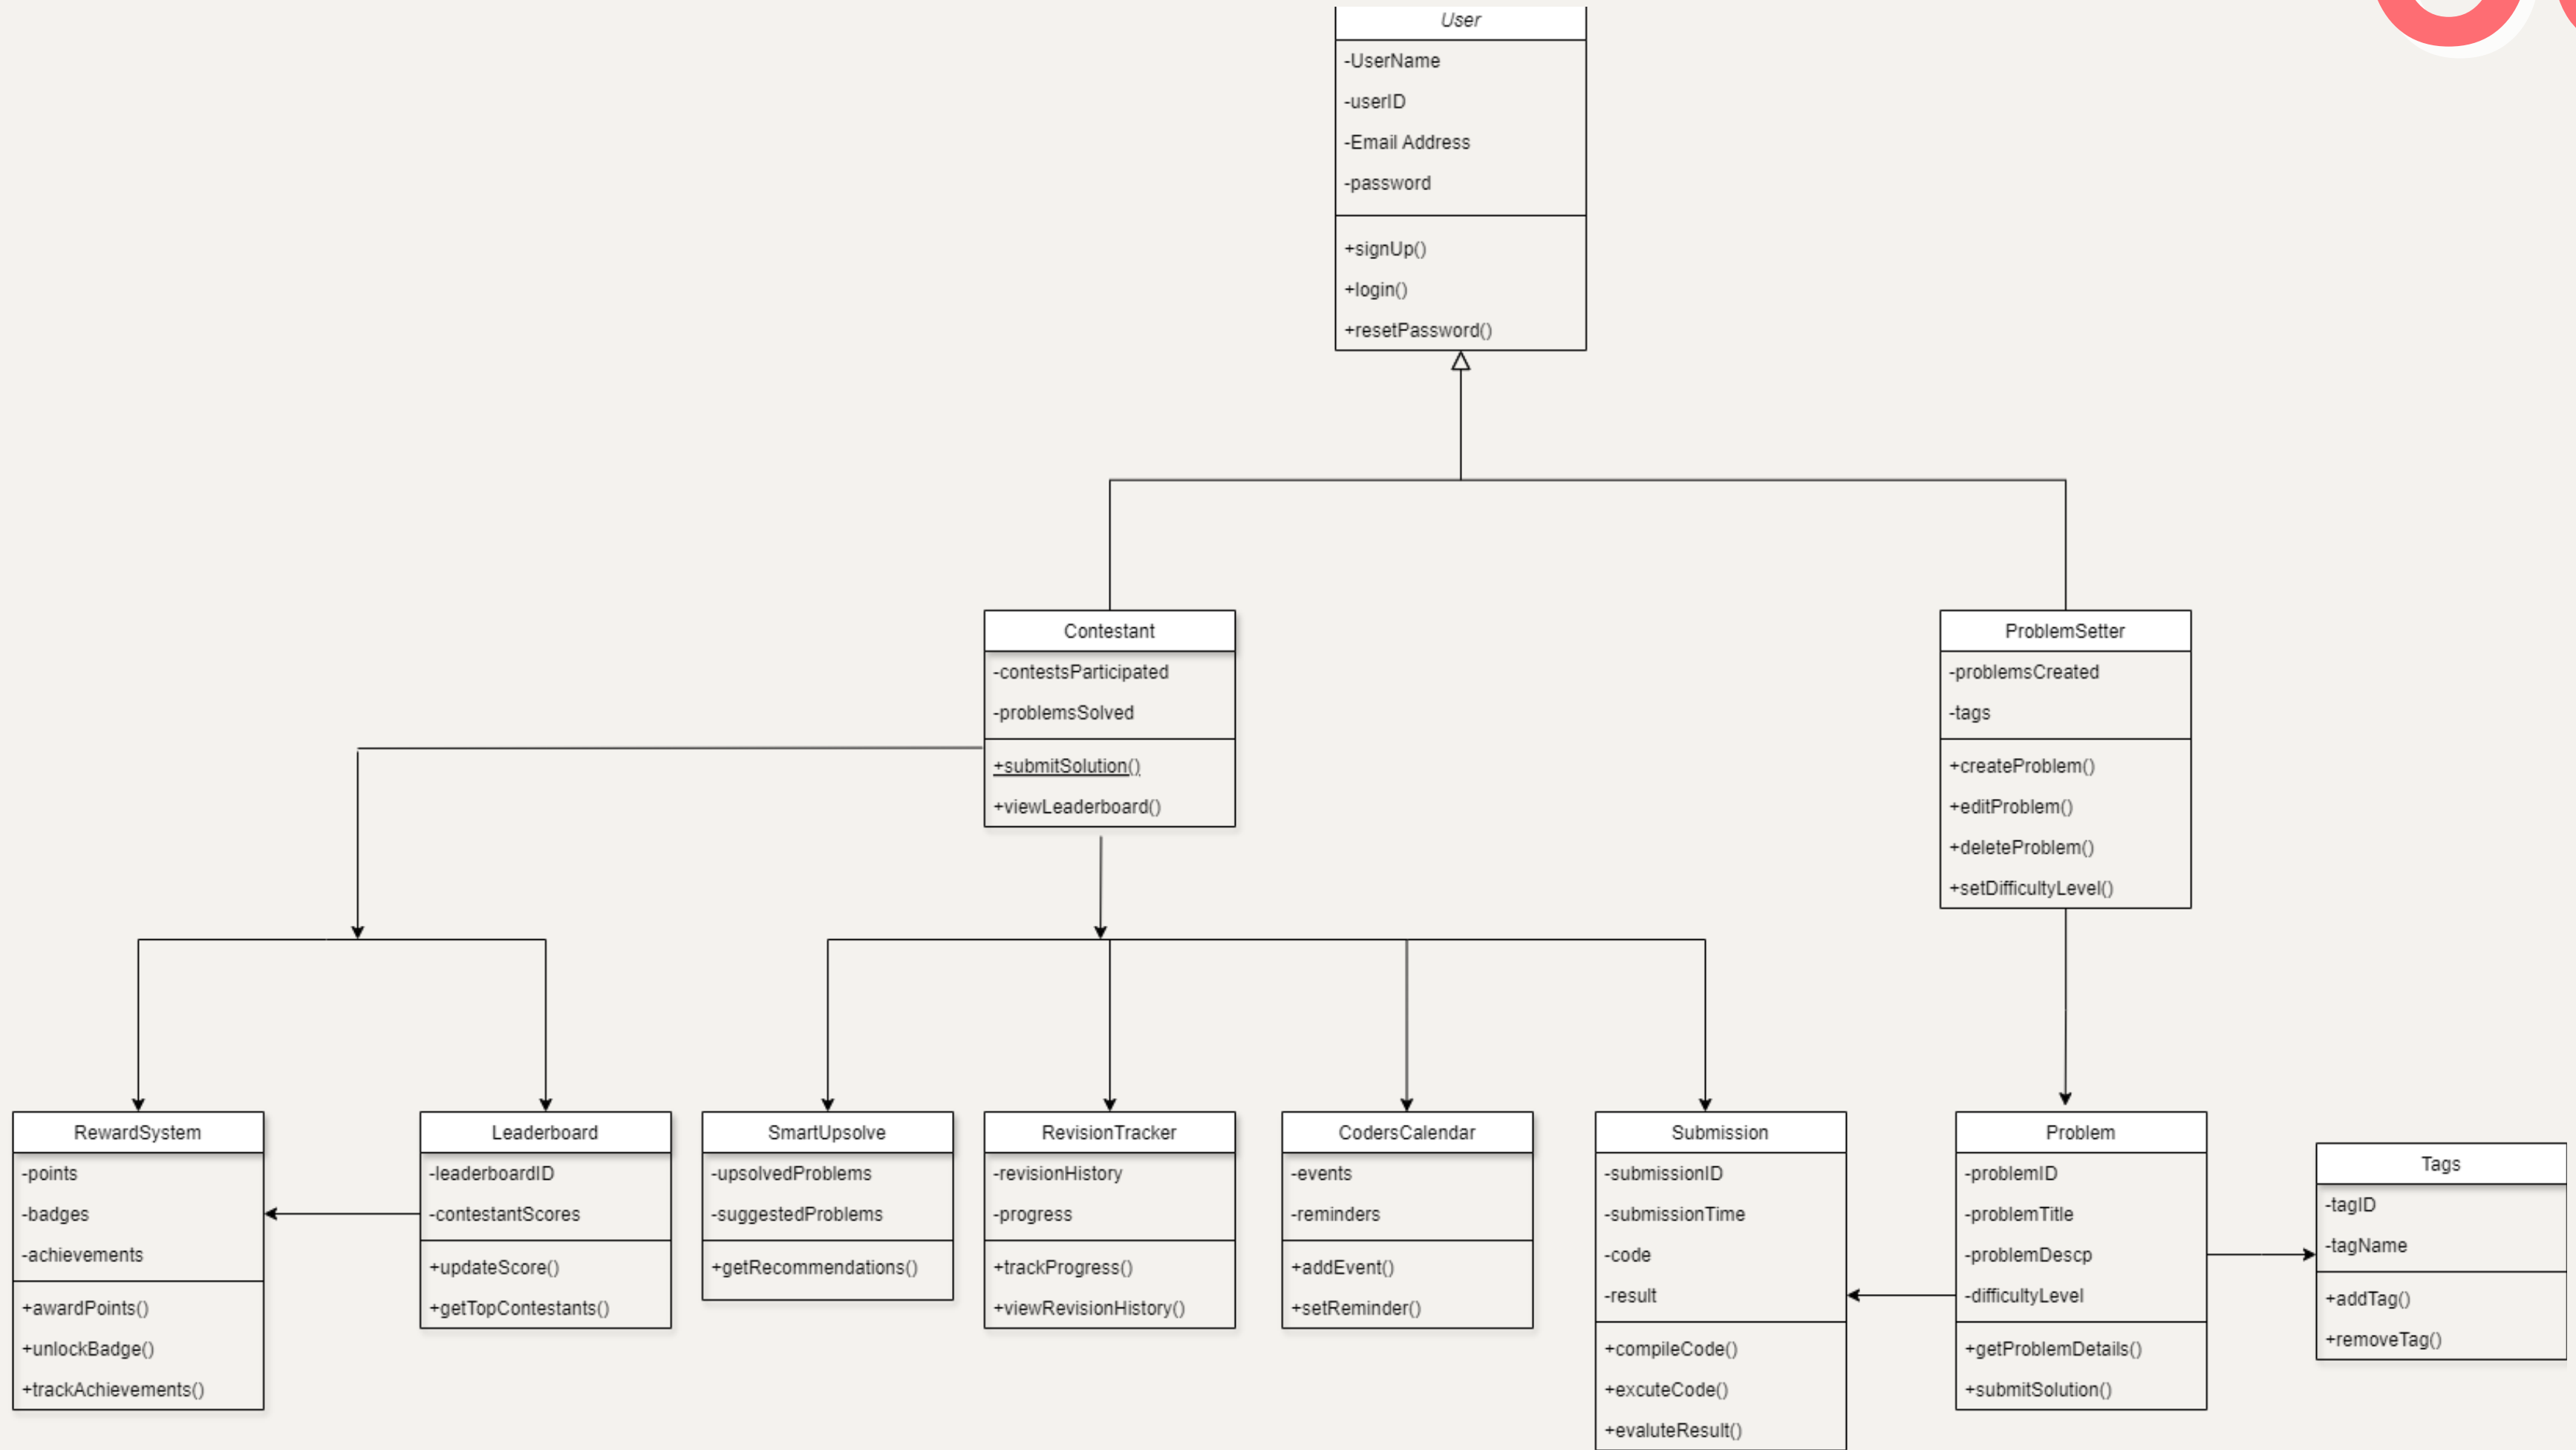 User
-UserName
-userID
-Email Address
-password
+signUp()
+login()
+resetPassword()
Contestant
-contestsParticipated
-problemsSolved
+submitSolution()
+viewLeaderboard()
ProblemSetter
-problemsCreated
-tags
+createProblem()
+editProblem()
+deleteProblem()
+setDifficultyLevel()
RewardSystem
-points
-badges
-achievements
+awardPoints()
+unlockBadge()
+trackAchievements()
Leaderboard
-leaderboardID
-contestantScores
+updateScore()
+getTopContestants()
SmartUpsolve
-upsolvedProblems
-suggestedProblems
+getRecommendations()
RevisionTracker
-revisionHistory
-progress
+trackProgress()
+viewRevisionHistory()
CodersCalendar
-events
-reminders
+addEvent()
+setReminder()
Submission
-submissionID
-submissionTime
-code
-result
+compileCode()
+excuteCode()
+evaluteResult()
Problem
-problemID
-problemTitle
-problemDescp
-difficultyLevel
+getProblemDetails()
+submitSolution()
Tags
-tagID
-tagName
+addTag()
+removeTag()